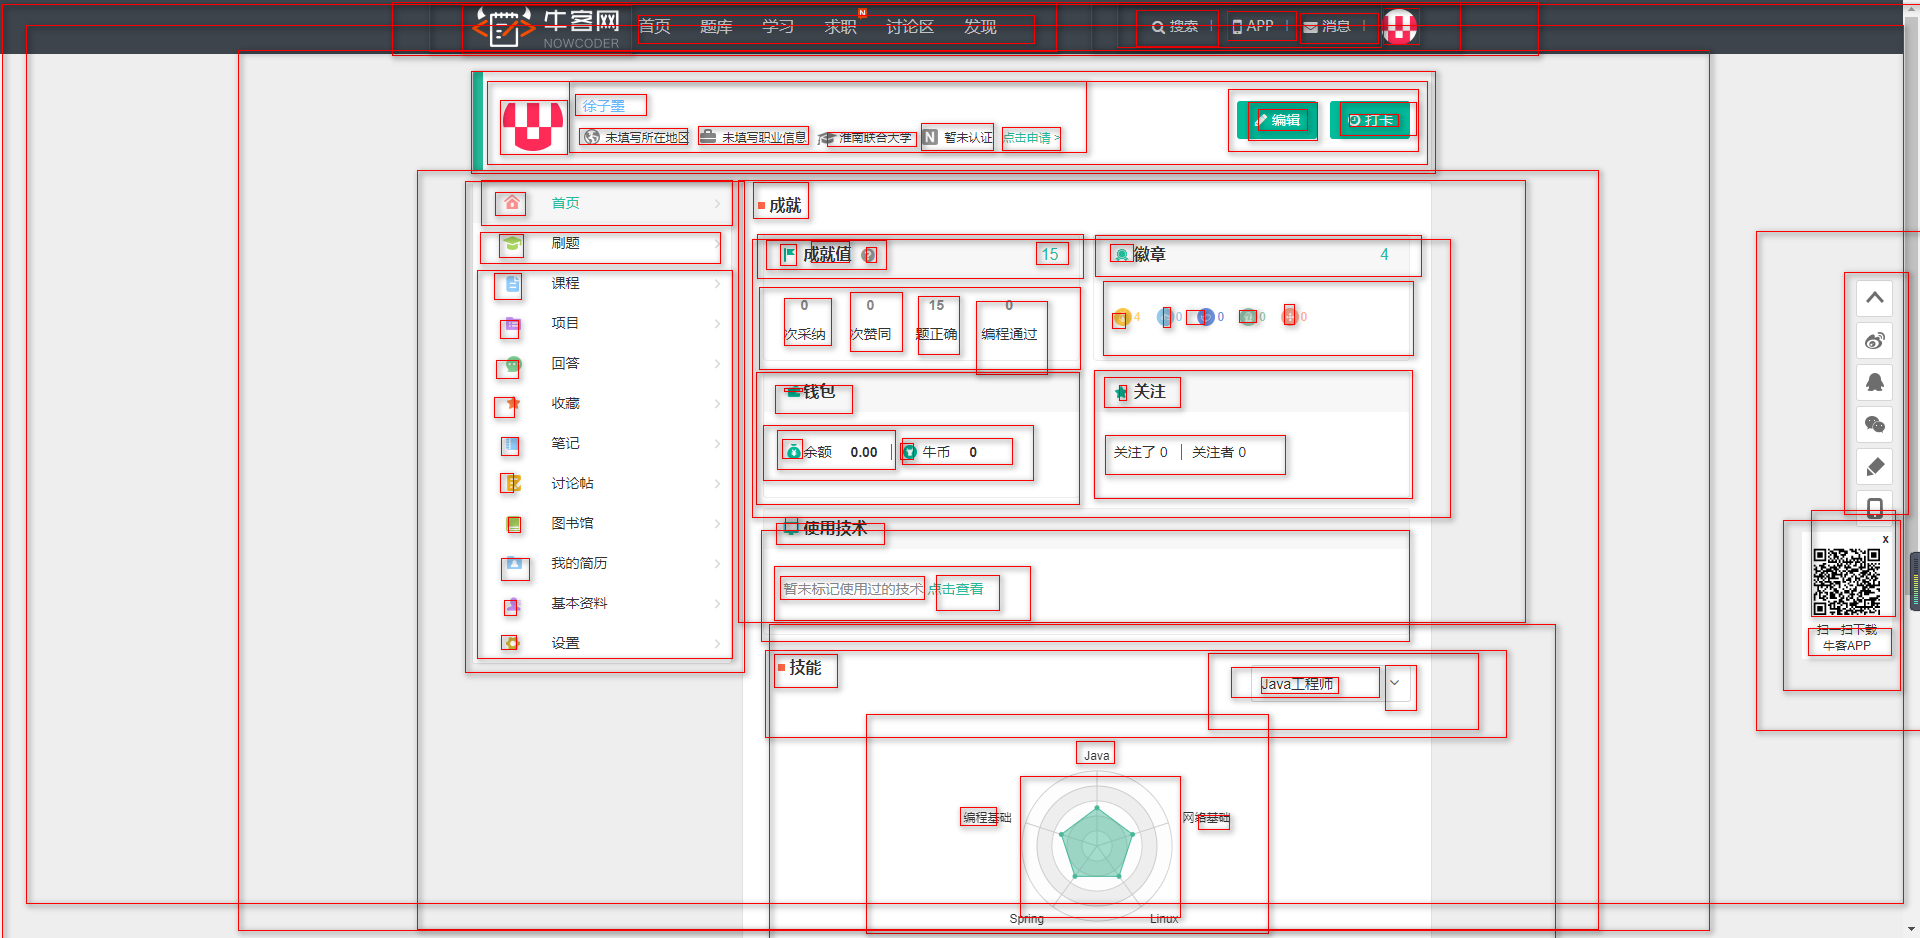 牛客网
NOWCODER
首页 题库 学习 求职 讨论区 发现
N
搜索 | APP | 消息 |
徐子墨
未填写所在地区 未填写职业信息 淮南联合大学 N 暂未认证 点击申请 >
编辑 打卡
首页
刷题
课程
项目
回答
收藏
笔记
讨论帖
图书馆
我的简历
基本资料
设置
成就
成就值 ? 15
0 0 15 0
次采纳 次赞同 题正确 编程通过
徽章 4
4 0 0 0 0
钱包
余额 0.00 | 牛币 0
关注
关注了 0 | 关注者 0
使用技术
暂未标记使用过的技术 点击查看
技能
Java工程师
Java
编程基础 网络基础
Spring Linux
x
扫一扫下载
牛客APP